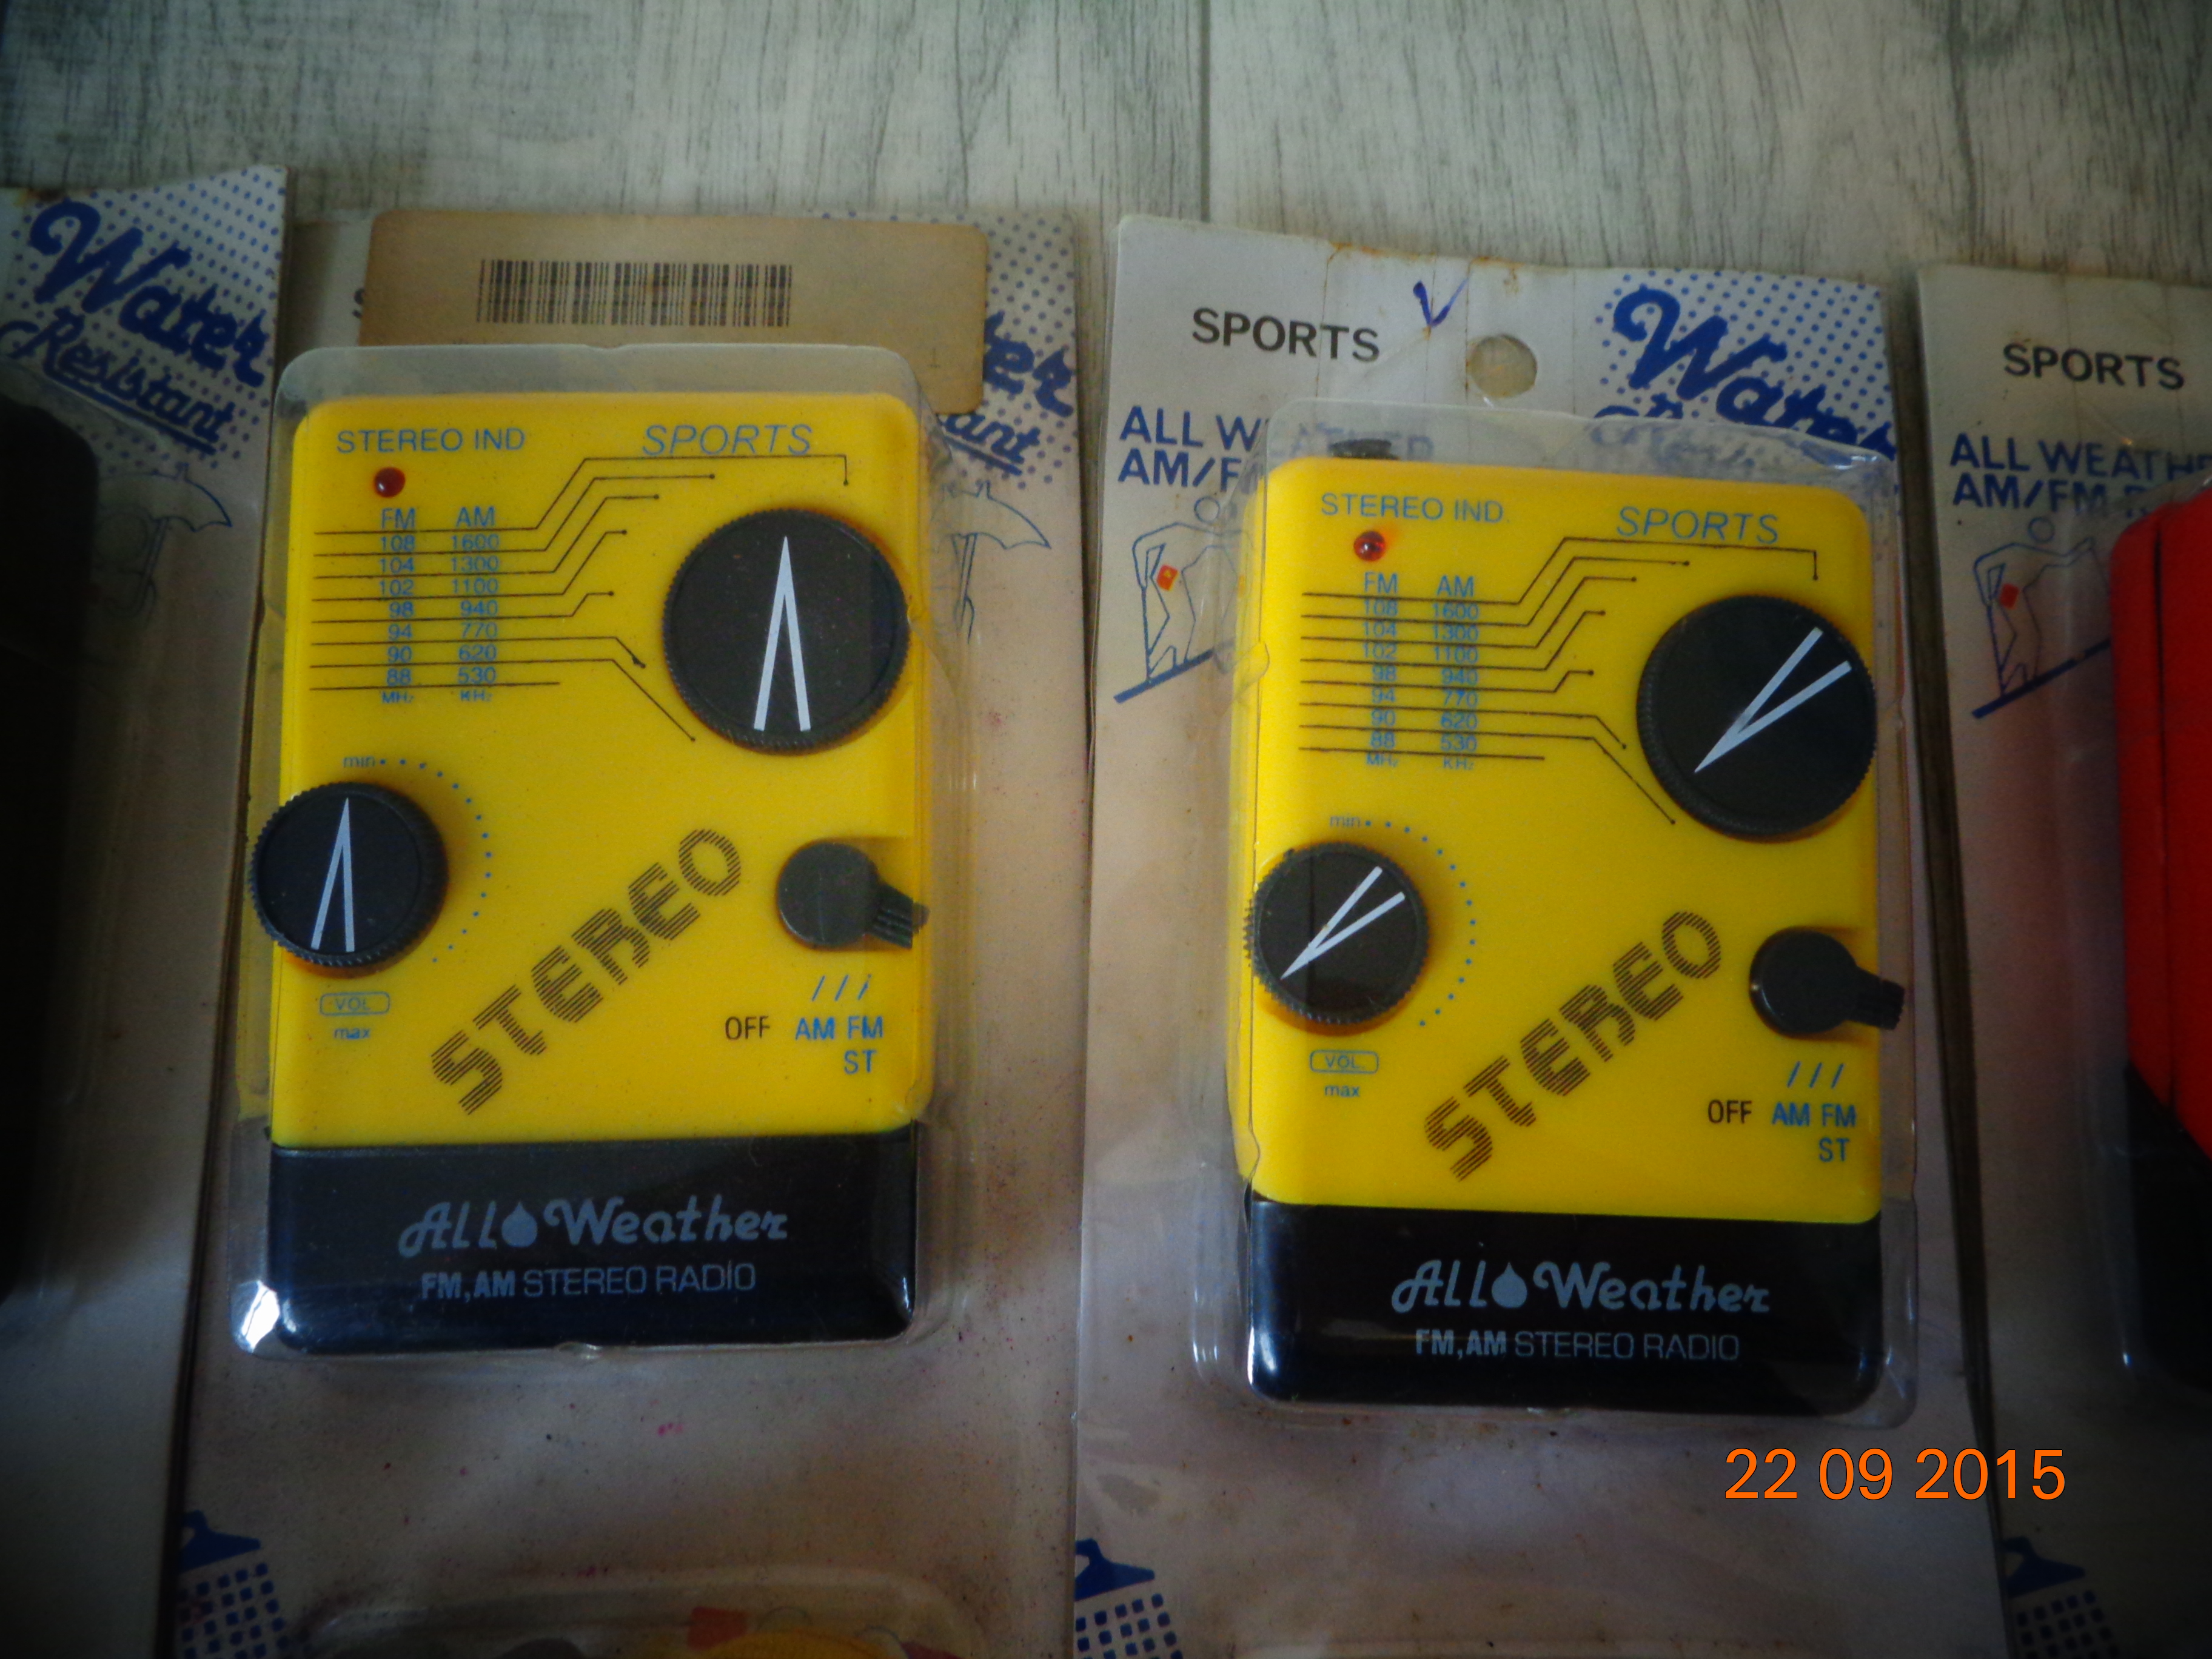 Water
Resistant
STEREO IND
SPORTS
FM AM
108 1600
104 1300
102 1100
98 940
94 770
90 620
88 530
MHz KHz
min
VOL
max
STEREO
OFF AM FM
ST
All Weather
FM,AM STEREO RADIO
SPORTS
Water
ALL WEATHER
AM/F
STEREO IND.
SPORTS
FM AM
108 1600
104 1300
102 1100
98 940
94 770
90 620
88 530
MHz KHz
min
VOL.
max
STEREO
OFF AM FM
ST
All Weather
FM,AM STEREO RADIO
SPORTS
ALL WEATHE
AM/FM
22 09 2015